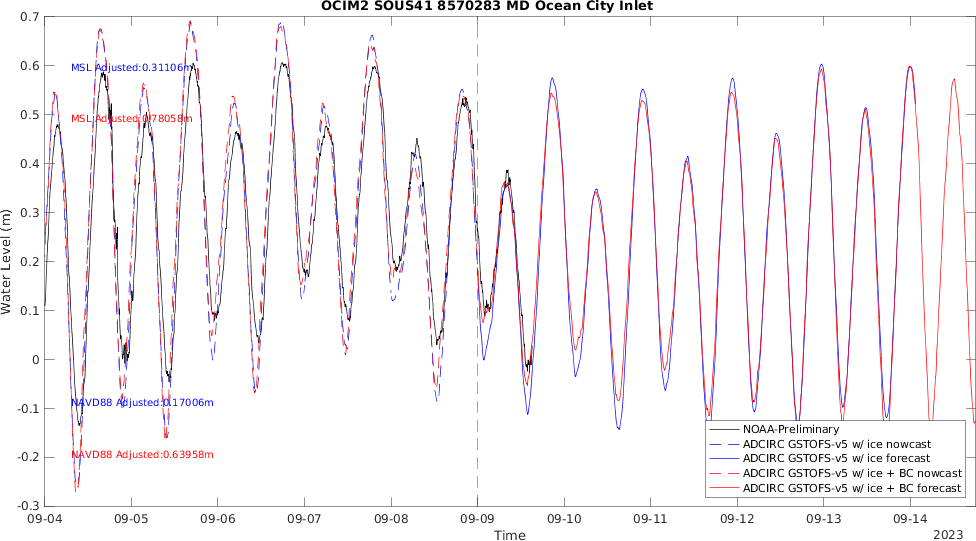 OCIM2 SOUS41 8570283 MD Ocean City Inlet
0.7
0.6
0.5
0.4
0.3
0.2
0.1
0
-0.1
-0.2
-0.3
Water Level (m)
MSL Adjusted:0.31106m
MSL Adjusted:0.78058m
NAVD88 Adjusted:0.17006m
NAVD88 Adjusted:0.63958m
NOAA-Preliminary
ADCIRC GSTOFS-v5 w/ ice nowcast
ADCIRC GSTOFS-v5 w/ ice forecast
ADCIRC GSTOFS-v5 w/ ice + BC nowcast
ADCIRC GSTOFS-v5 w/ ice + BC forecast
09-04 09-05 09-06 09-07 09-08 09-09 09-10 09-11 09-12 09-13 09-14
Time
2023